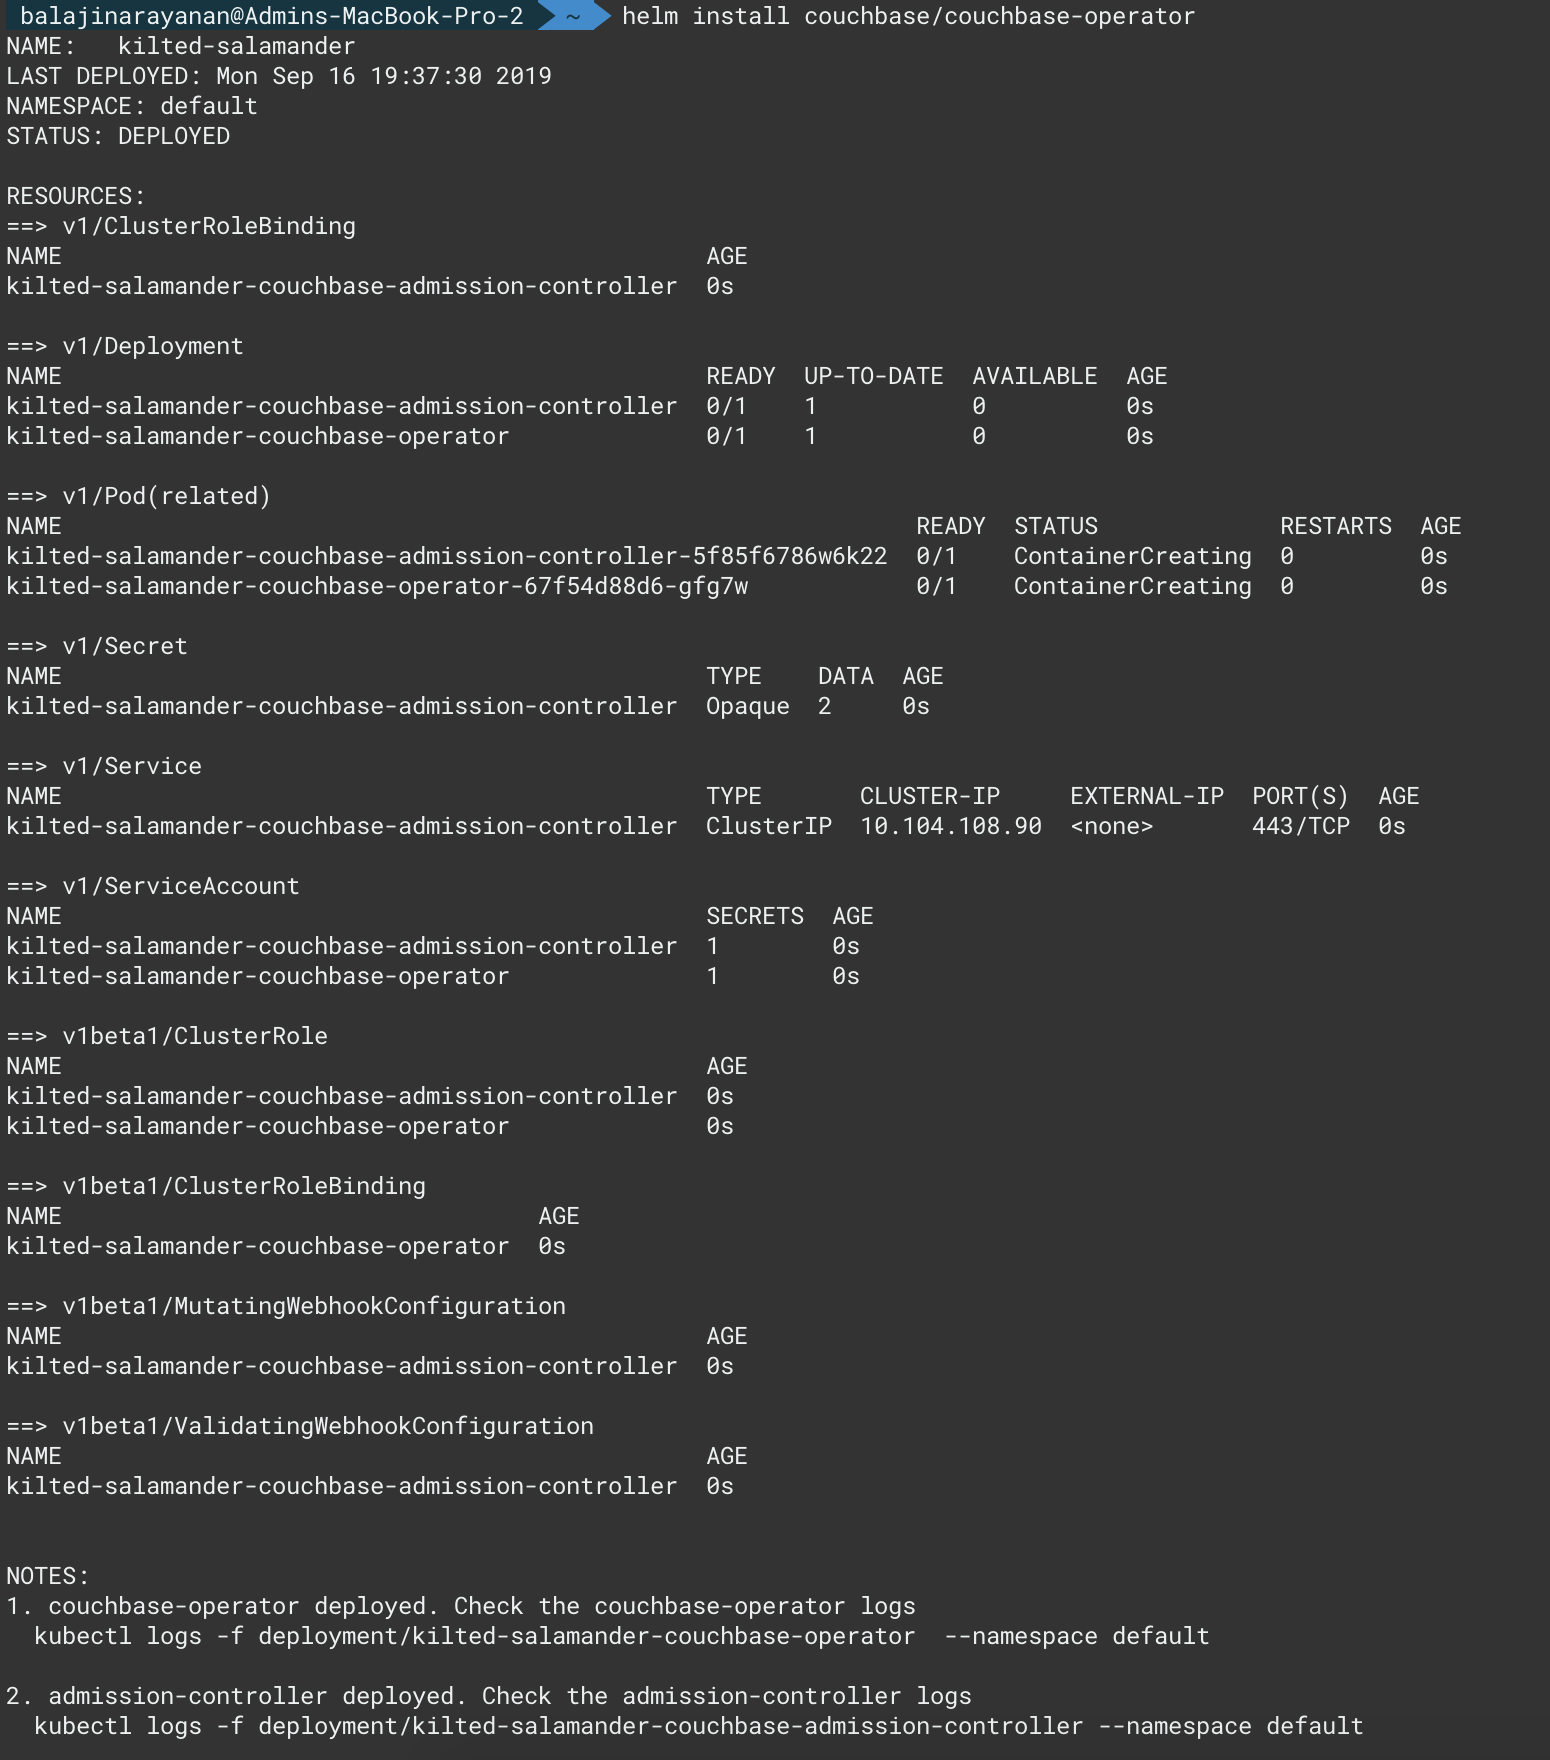 balajinarayanan@Admins-MacBook-Pro-2 ~ helm install couchbase/couchbase-operator
NAME:   kilted-salamander
LAST DEPLOYED: Mon Sep 16 19:37:30 2019
NAMESPACE: default
STATUS: DEPLOYED

RESOURCES:
==> v1/ClusterRoleBinding
NAME                                              AGE
kilted-salamander-couchbase-admission-controller  0s

==> v1/Deployment
NAME                                              READY  UP-TO-DATE  AVAILABLE  AGE
kilted-salamander-couchbase-admission-controller  0/1    1           0          0s
kilted-salamander-couchbase-operator              0/1    1           0          0s

==> v1/Pod(related)
NAME                                                             READY  STATUS             RESTARTS  AGE
kilted-salamander-couchbase-admission-controller-5f85f6786w6k22  0/1    ContainerCreating  0         0s
kilted-salamander-couchbase-operator-67f54d88d6-gfg7w            0/1    ContainerCreating  0         0s

==> v1/Secret
NAME                                              TYPE    DATA  AGE
kilted-salamander-couchbase-admission-controller  Opaque  2     0s

==> v1/Service
NAME                                              TYPE       CLUSTER-IP     EXTERNAL-IP  PORT(S)  AGE
kilted-salamander-couchbase-admission-controller  ClusterIP  10.104.108.90  <none>       443/TCP  0s

==> v1/ServiceAccount
NAME                                              SECRETS  AGE
kilted-salamander-couchbase-admission-controller  1        0s
kilted-salamander-couchbase-operator              1        0s

==> v1beta1/ClusterRole
NAME                                              AGE
kilted-salamander-couchbase-admission-controller  0s
kilted-salamander-couchbase-operator              0s

==> v1beta1/ClusterRoleBinding
NAME                                  AGE
kilted-salamander-couchbase-operator  0s

==> v1beta1/MutatingWebhookConfiguration
NAME                                              AGE
kilted-salamander-couchbase-admission-controller  0s

==> v1beta1/ValidatingWebhookConfiguration
NAME                                              AGE
kilted-salamander-couchbase-admission-controller  0s

NOTES:
1. couchbase-operator deployed. Check the couchbase-operator logs
  kubectl logs -f deployment/kilted-salamander-couchbase-operator  --namespace default

2. admission-controller deployed. Check the admission-controller logs
  kubectl logs -f deployment/kilted-salamander-couchbase-admission-controller --namespace default